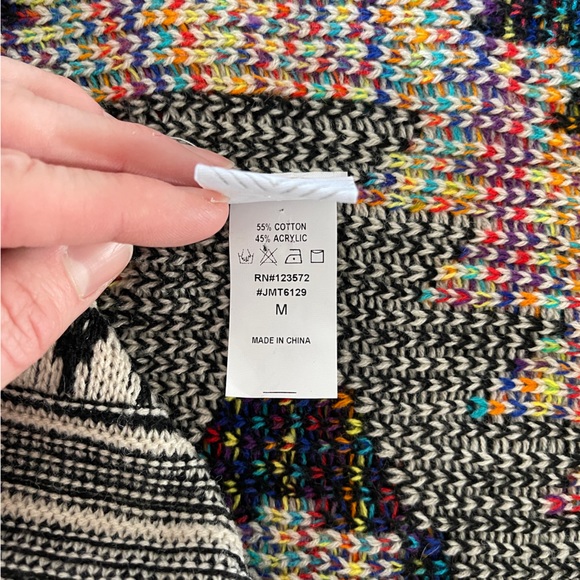 55% COTTON
45% ACRYLIC
RN#123572
#JMT6129
M
MADE IN CHINA